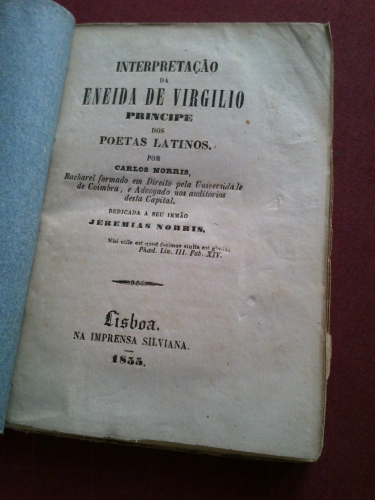 INTERPRETAÇÃO
DA
ENEIDA DE VIRGILIO
PRINCIPE
DOS
POETAS LATINOS.
POR
CARLOS NORRIS,
Bacharel formado em Direito pela Universidade
de Coimbra, e Advogado nos auditorios
desta Capital.
DEDICADA A SEU IRMÃO
JEREMIAS NORRIS,
Nisi utile est quod facimus stulta est gloria.
Phæd. Liv. III. Fab. XIV.
Lisboa.
NA IMPRENSA SILVIANA.
1855.